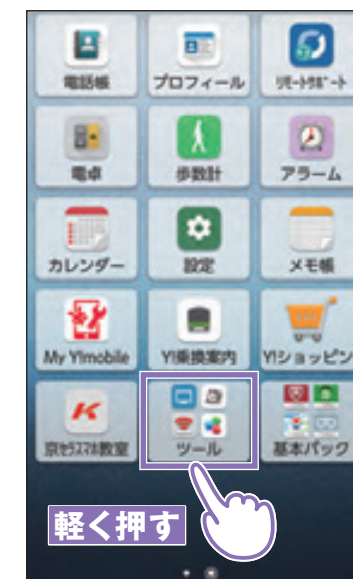 電話帳
プロフィール
リモートサポート
電卓
歩数計
アラーム
カレンダー
設定
メモ帳
My Y!mobile
Y!乗換案内
Y!ショッピン
京セラスマホ教室
ツール
基本パック
軽く押す